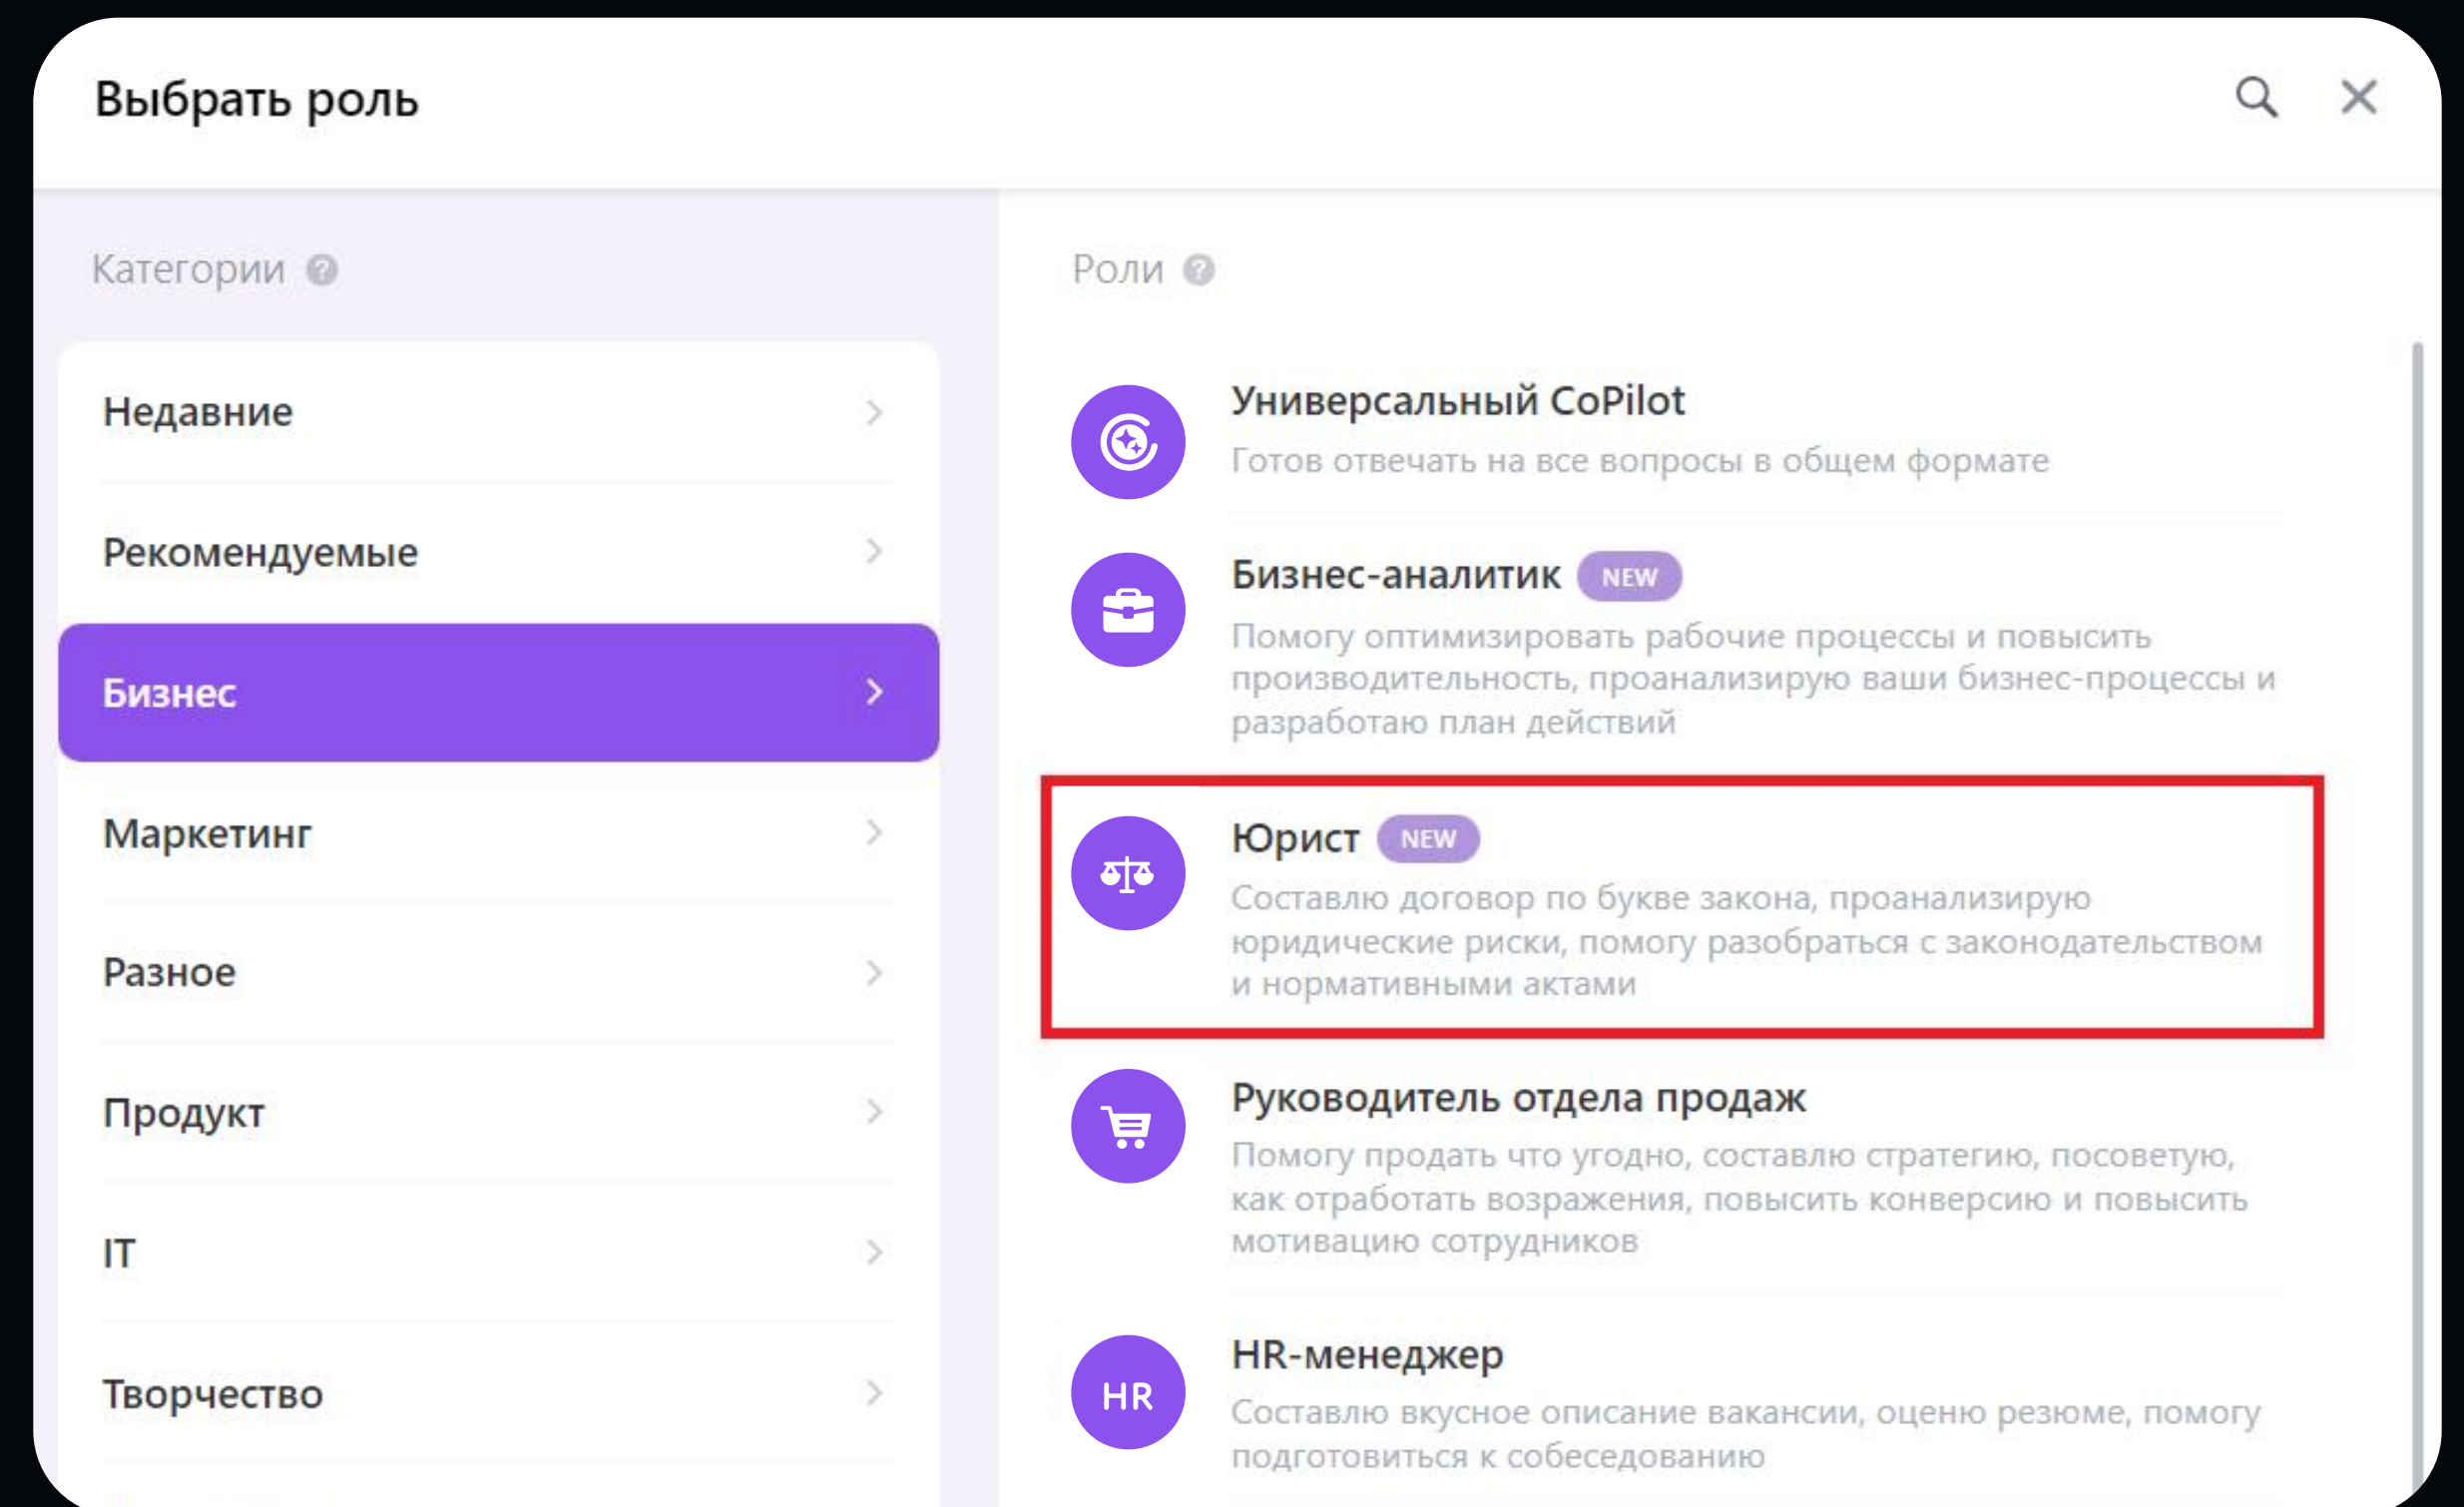 Выбрать роль
Категории
Недавние
Рекомендуемые
Бизнес
Маркетинг
Разное
Продукт
IT
Творчество
Роли
Универсальный CoPilot
Готов отвечать на все вопросы в общем формате
Бизнес-аналитик NEW
Помогу оптимизировать рабочие процессы и повысить
производительность, проанализирую ваши бизнес-процессы и
разработаю план действий
Юрист NEW
Составлю договор по букве закона, проанализирую
юридические риски, помогу разобраться с законодательством
и нормативными актами
Руководитель отдела продаж
Помогу продать что угодно, составлю стратегию, посоветую,
как отработать возражения, повысить конверсию и повысить
мотивацию сотрудников
HR
HR-менеджер
Составлю вкусное описание вакансии, оценю резюме, помогу
подготовиться к собеседованию